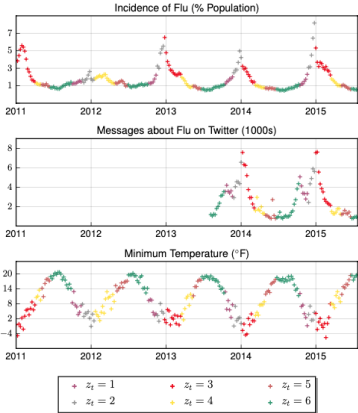 Incidence of Flu (% Population)
7
5
3
1
2011 2012 2013 2014 2015
Messages about Flu on Twitter (1000s)
8
6
4
2
2011 2012 2013 2014 2015
Minimum Temperature (°F)
20
14
8
2
−4
2011 2012 2013 2014 2015
z_t = 1 z_t = 3 z_t = 5
z_t = 2 z_t = 4 z_t = 6